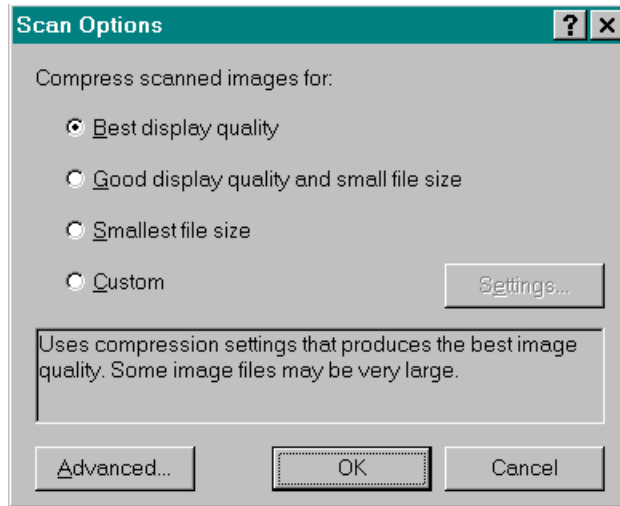 Scan Options
Compress scanned images for:
Best display quality
Good display quality and small file size
Smallest file size
Custom
Settings...
Uses compression settings that produces the best image
quality. Some image files may be very large.
Advanced...
OK
Cancel